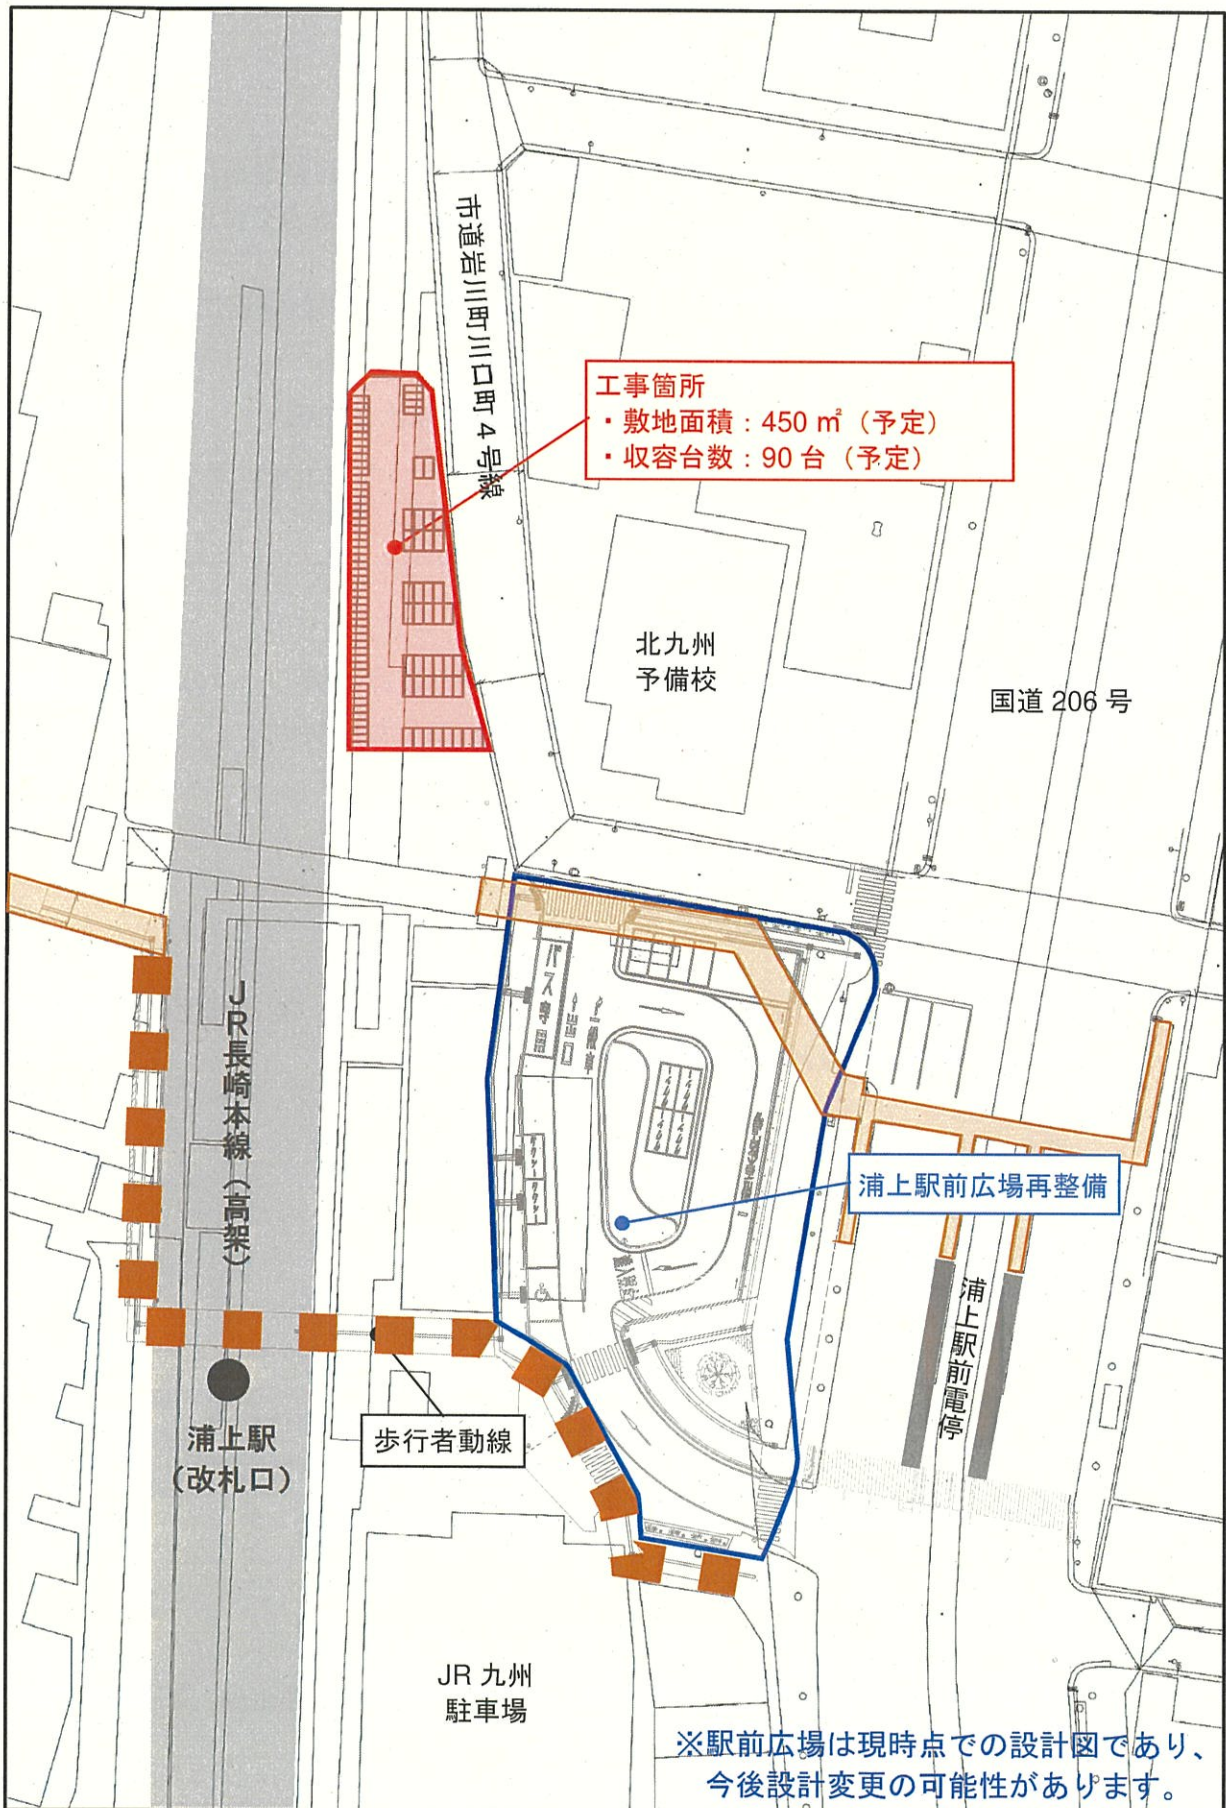 市道岩川町川口町4号線
工事箇所
・敷地面積：450㎡（予定）
・収容台数：90台（予定）
北九州
予備校
国道206号
バス専用
JR長崎本線（高架）
浦上駅前広場再整備
浦上駅前電停
浦上駅
（改札口）
歩行者動線
JR九州
駐車場
※駅前広場は現時点での設計図であり、
今後設計変更の可能性があります。